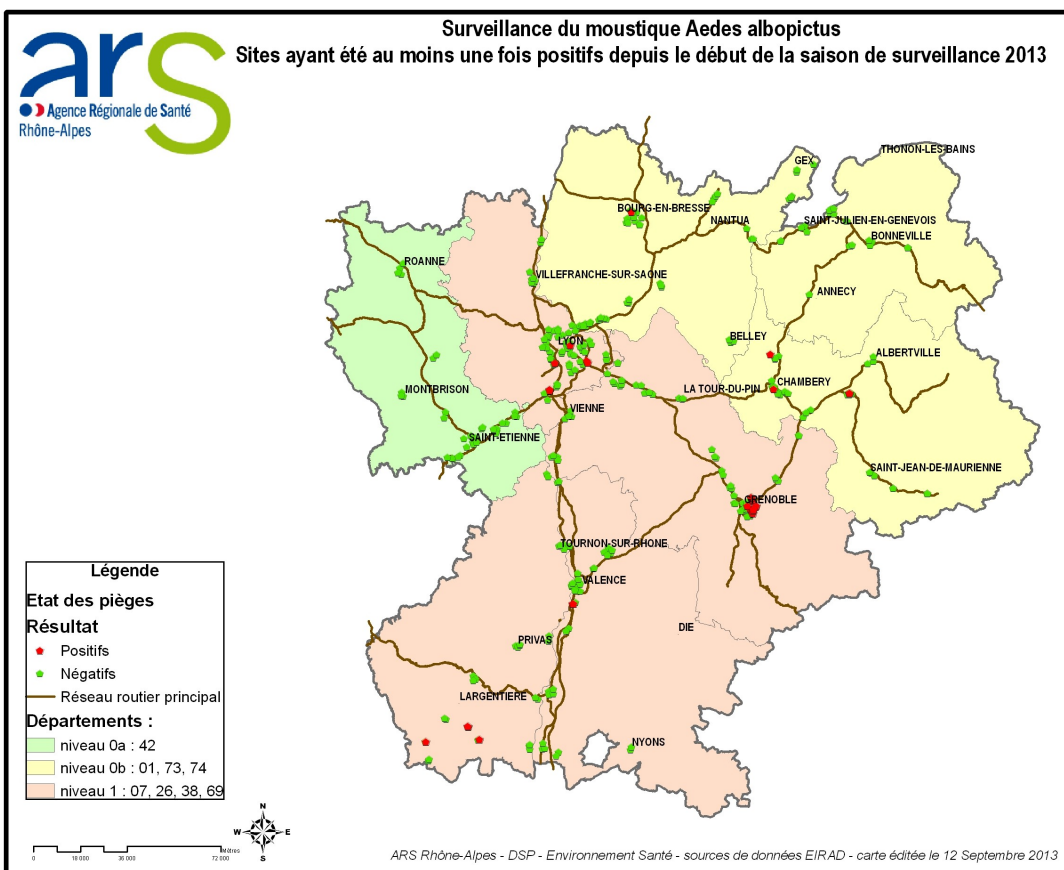 Surveillance du moustique Aedes albopictus
Sites ayant été au moins une fois positifs depuis le début de la saison de surveillance 2013
ars
Agence Régionale de Santé
Rhône-Alpes
THONON-LES-BAINS
GEX
BOURG-EN-BRESSE
NANTUA
SAINT-JULIEN-EN-GENEVOIS
BONNEVILLE
ROANNE
VILLEFRANCHE-SUR-SAONE
ANNECY
LYON
BELLEY
ALBERTVILLE
MONTBRISON
LA TOUR-DU-PIN
CHAMBERY
VIENNE
SAINT-ETIENNE
SAINT-JEAN-DE-MAURIENNE
GRENOBLE
TOURNON-SUR-RHONE
VALENCE
DIE
PRIVAS
LARGENTIERE
NYONS
Légende
Etat des pièges
Résultat
Positifs
Négatifs
Réseau routier principal
Départements :
niveau 0a : 42
niveau 0b : 01, 73, 74
niveau 1 : 07, 26, 38, 69
N
W E
S
Mètres
0 18 000 36 000 72 000
ARS Rhône-Alpes - DSP - Environnement Santé - sources de données EIRAD - carte éditée le 12 Septembre 2013